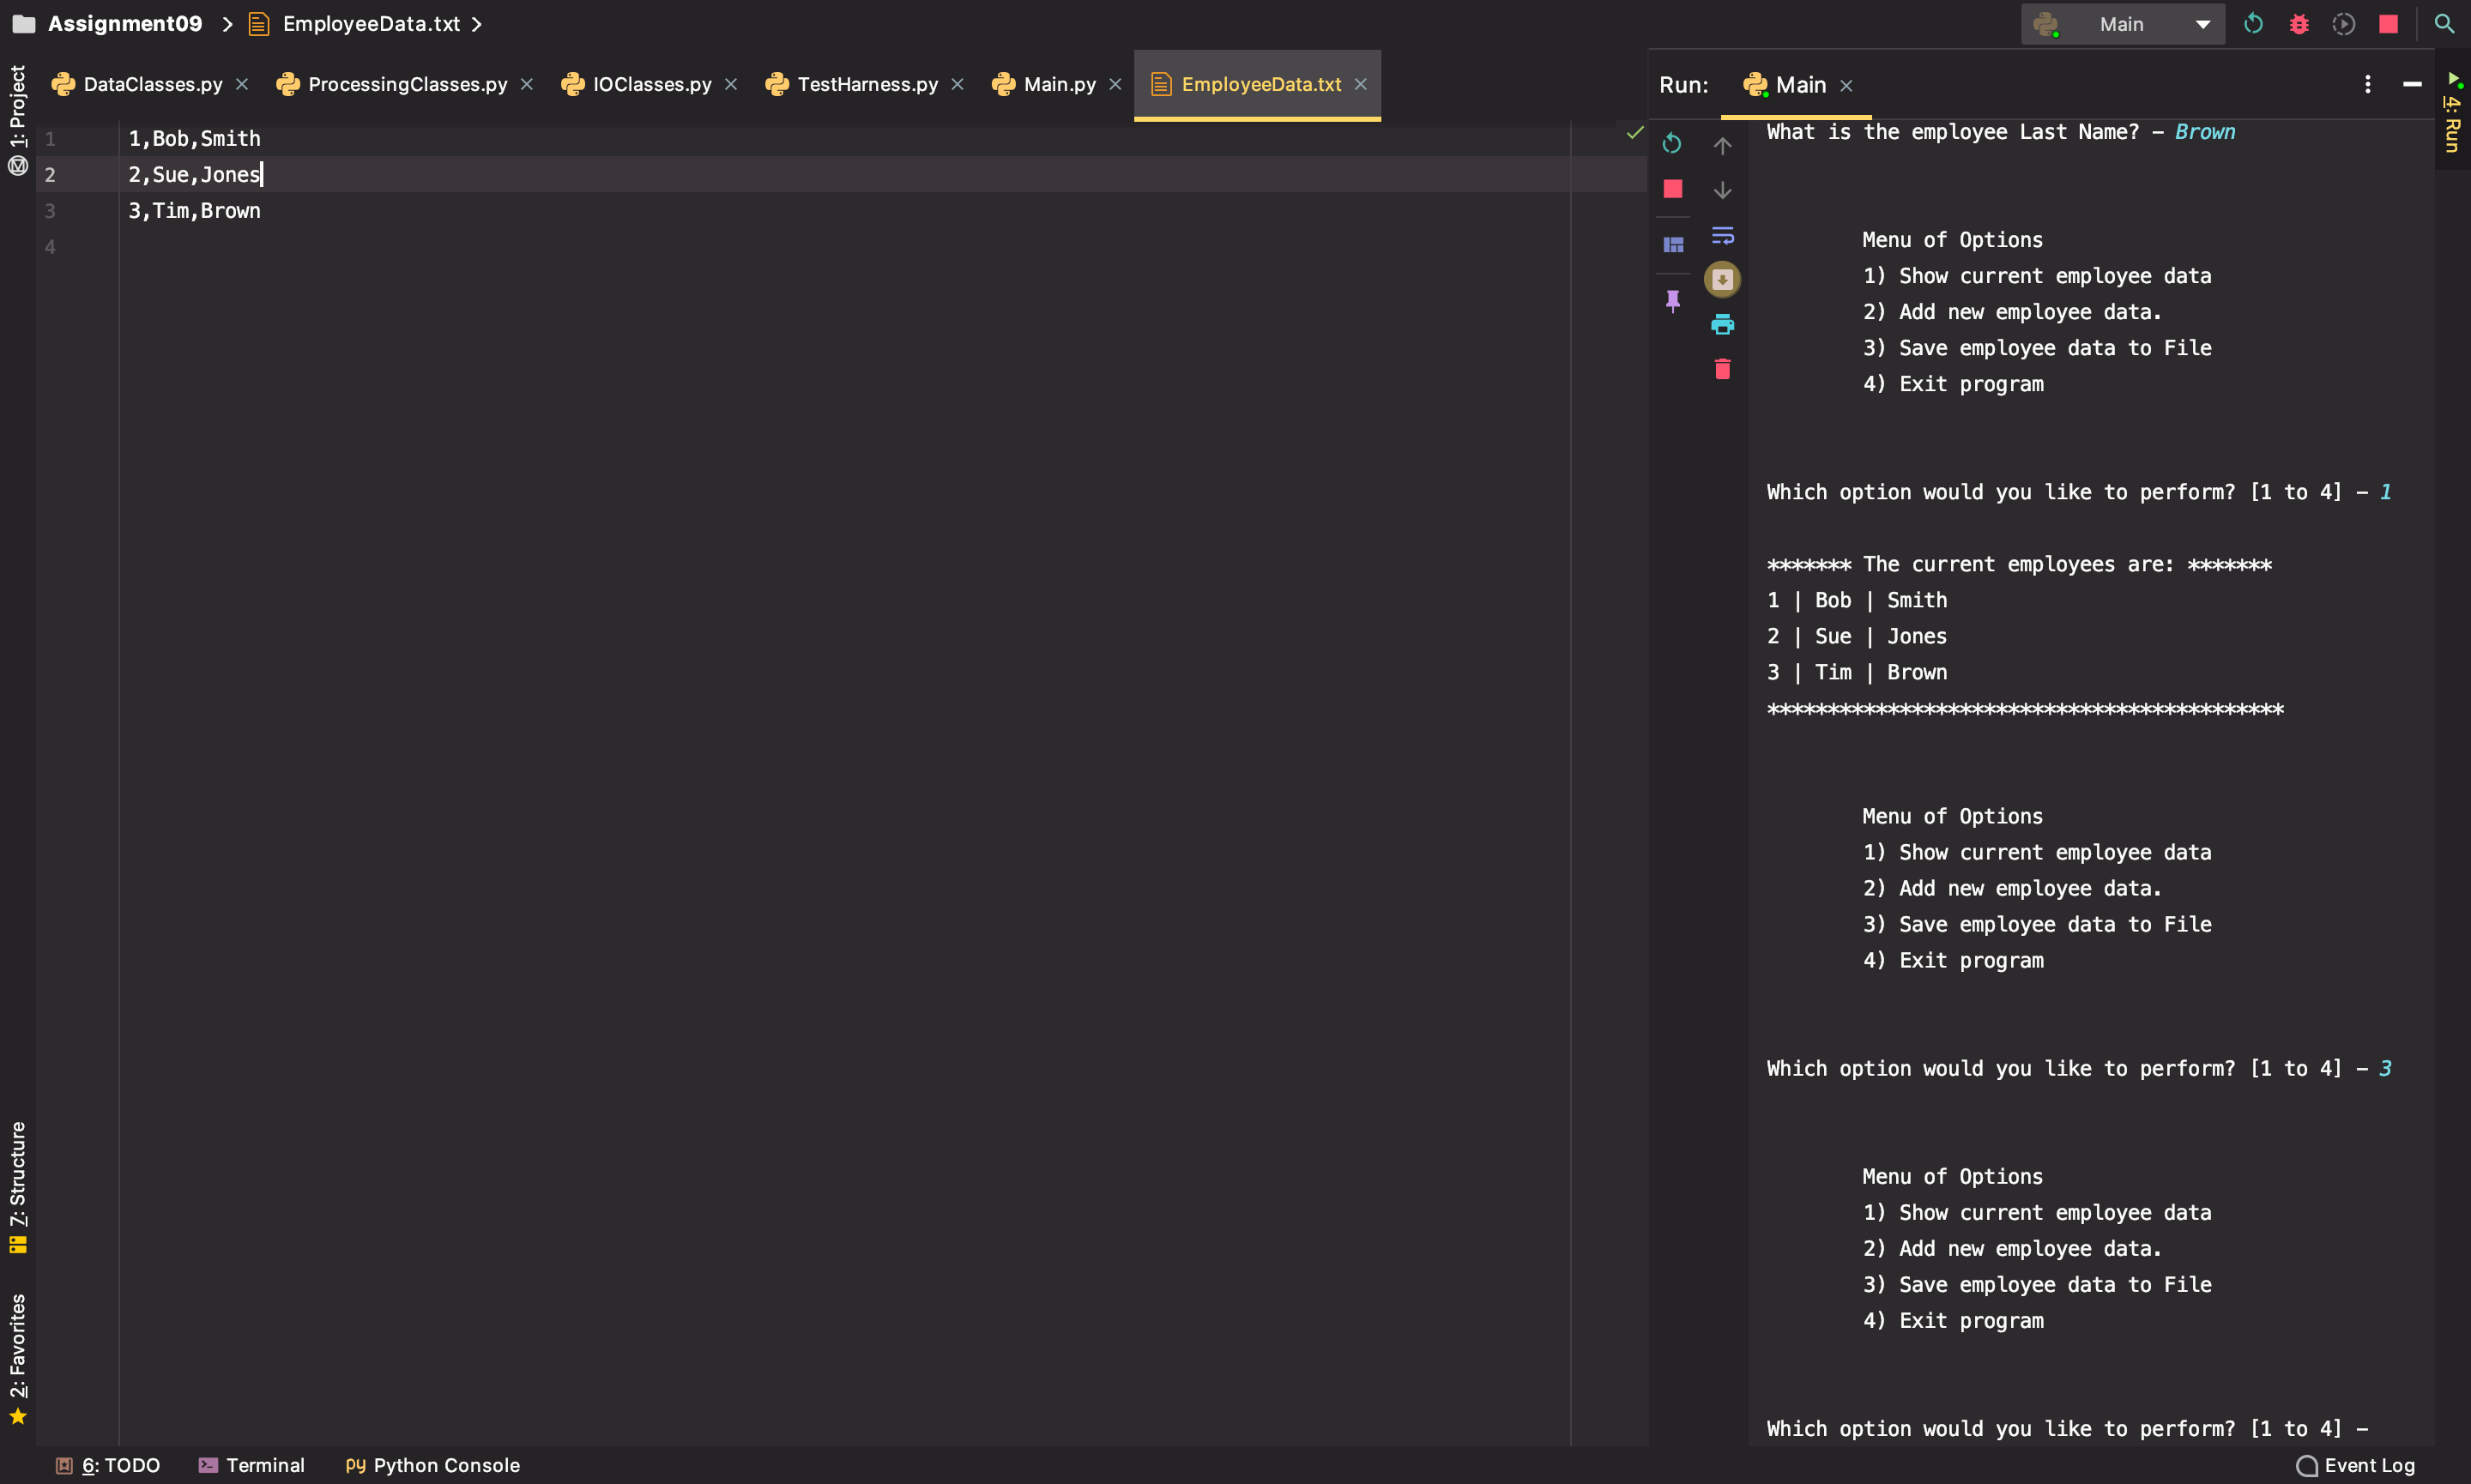 Assignment09 > EmployeeData.txt >
Main
DataClasses.py × ProcessingClasses.py × IOClasses.py × TestHarness.py × Main.py × EmployeeData.txt ×
1: Project
7: Structure
2: Favorites
1 1,Bob,Smith
2 2,Sue,Jones
3 3,Tim,Brown
4
Run: Main ×
4: Run
What is the employee Last Name? – Brown
Menu of Options
1) Show current employee data
2) Add new employee data.
3) Save employee data to File
4) Exit program
Which option would you like to perform? [1 to 4] – 1
******* The current employees are: *******
1 | Bob | Smith
2 | Sue | Jones
3 | Tim | Brown
*******************************************
Menu of Options
1) Show current employee data
2) Add new employee data.
3) Save employee data to File
4) Exit program
Which option would you like to perform? [1 to 4] – 3
Menu of Options
1) Show current employee data
2) Add new employee data.
3) Save employee data to File
4) Exit program
Which option would you like to perform? [1 to 4] –
6: TODO Terminal Python Console Event Log